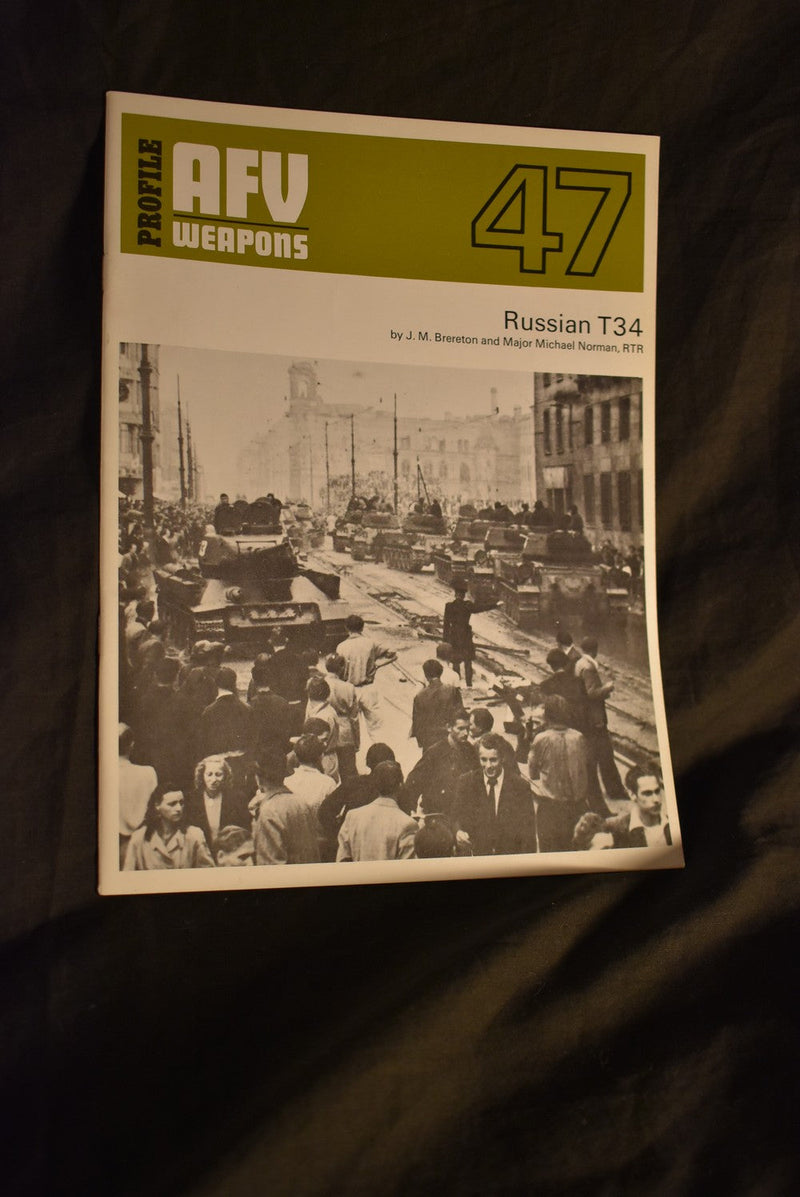 PROFILE
AFV
WEAPONS
47
Russian T34
by J. M. Brereton and Major Michael Norman, RTR